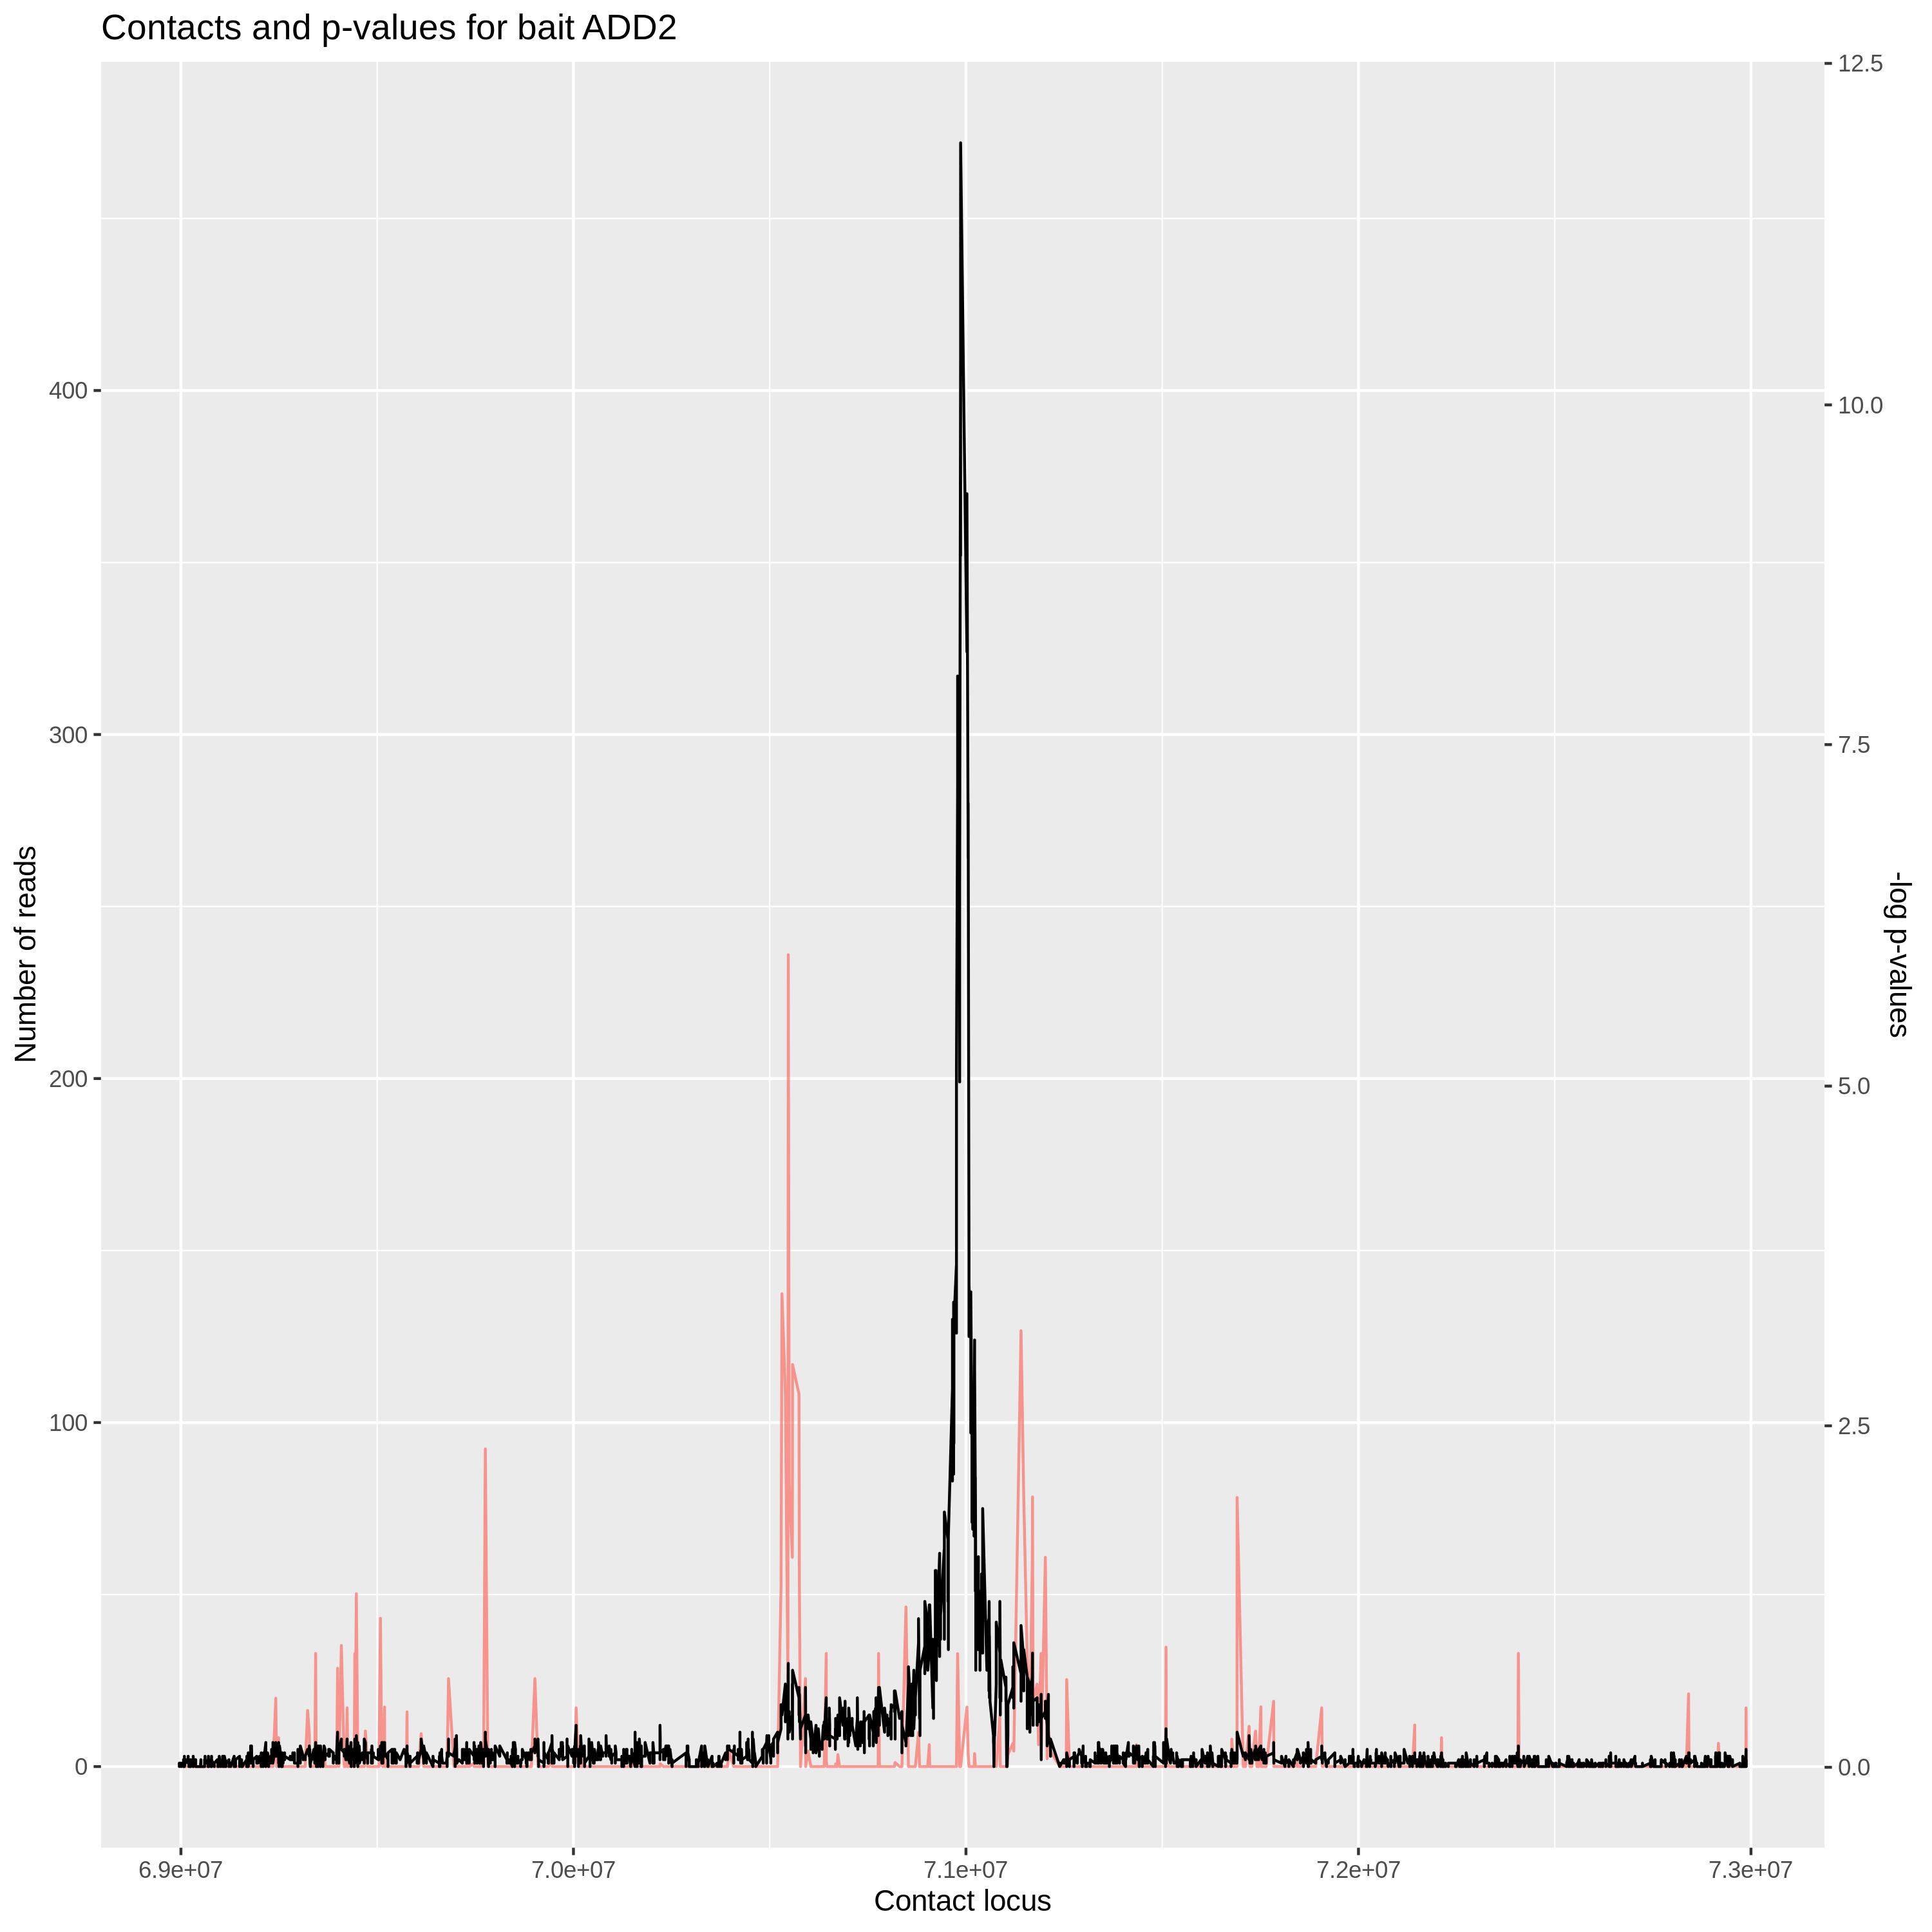 Contacts and p-values for bait ADD2
Number of reads
400
300
200
100
0
12.5
10.0
7.5
5.0
2.5
0.0
-log p-values
6.9e+07
7.0e+07
7.1e+07
7.2e+07
7.3e+07
Contact locus